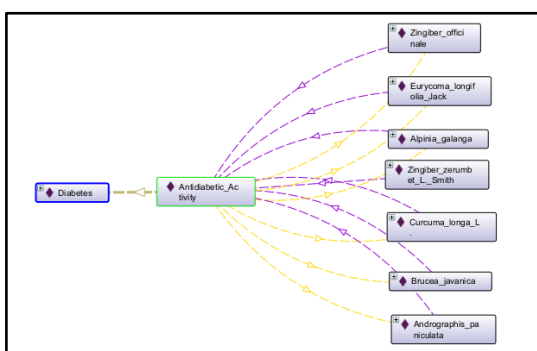 Zingiber_offici
nale
Eurycoma_longif
olia_Jack
Alpinia_galanga
Zingiber_zerumb
et_L._Smith
Antidiabetic_Ac
tivity
Diabetes
Curcuma_longa_L
.
Brucea_javanica
Andrographis_pa
niculata